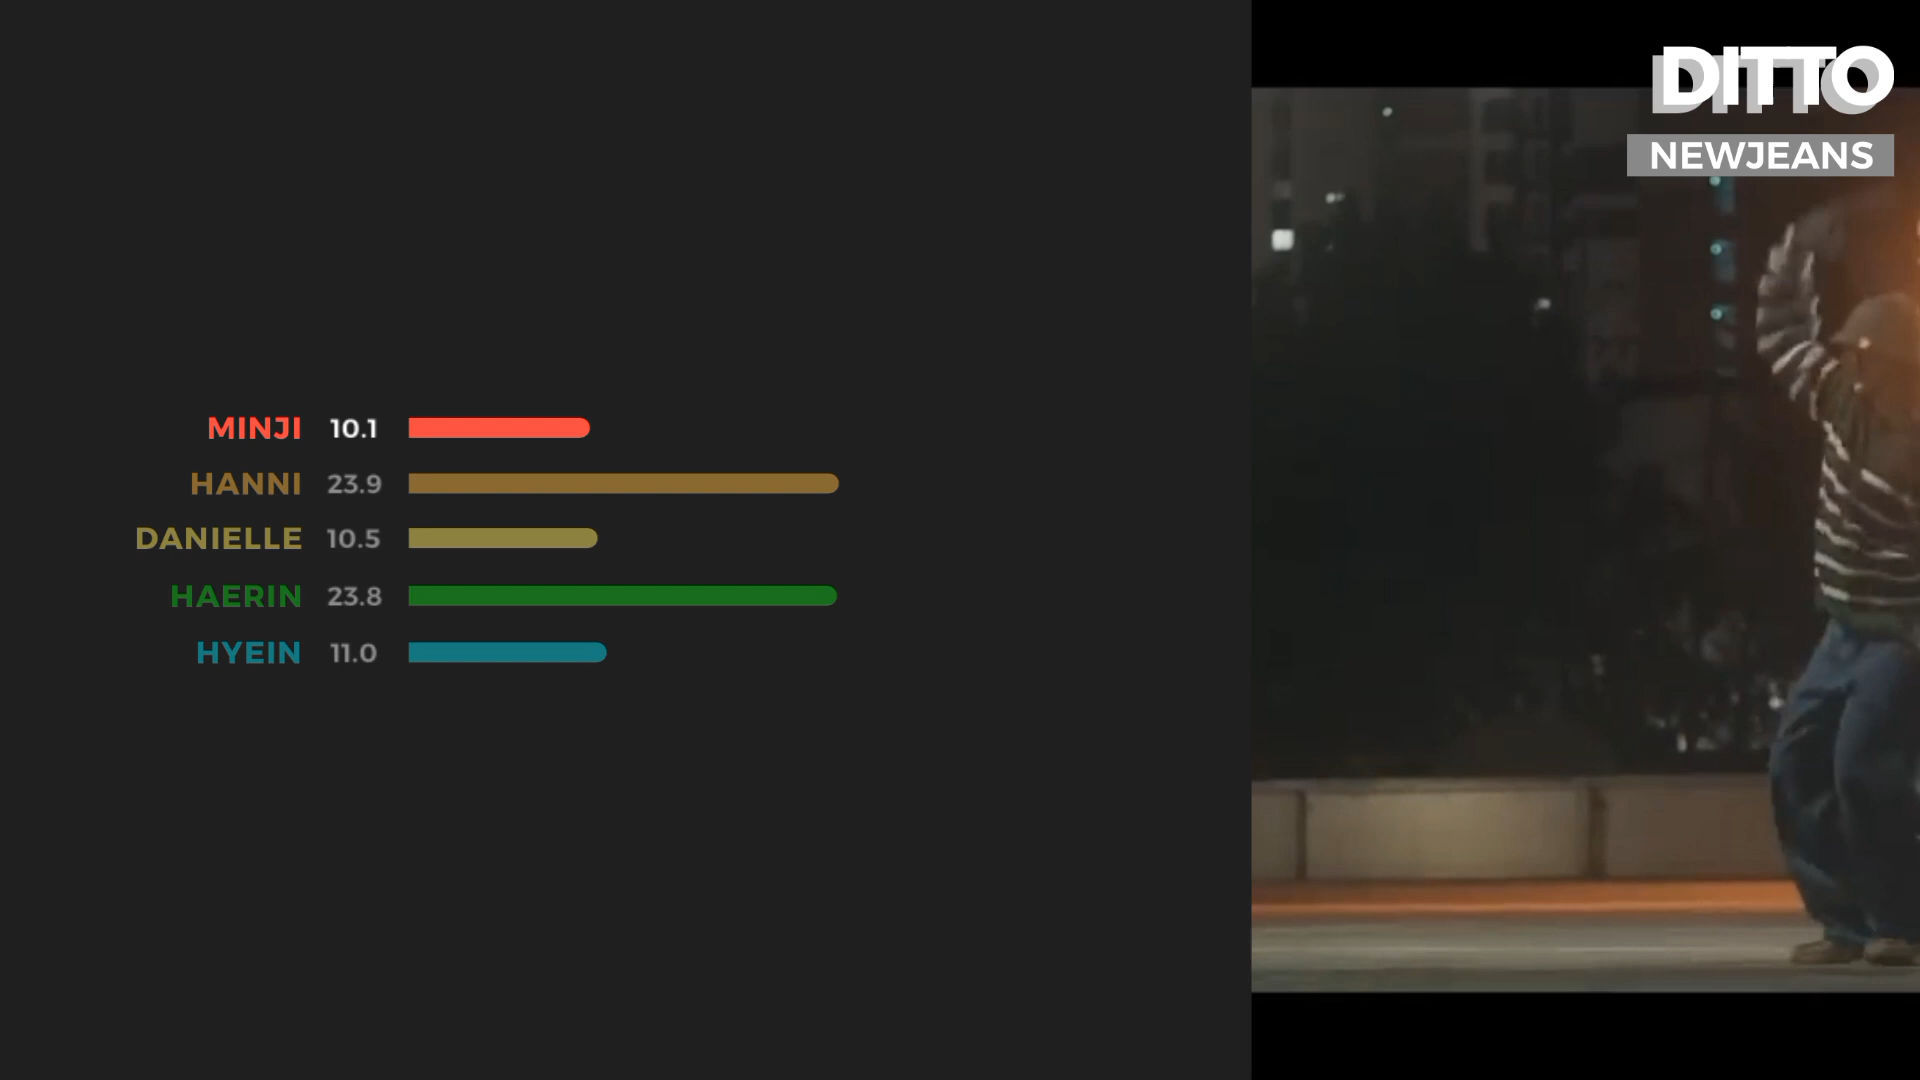 DITTO
NEWJEANS
MINJI 10.1
HANNI 23.9
DANIELLE 10.5
HAERIN 23.8
HYEIN 11.0